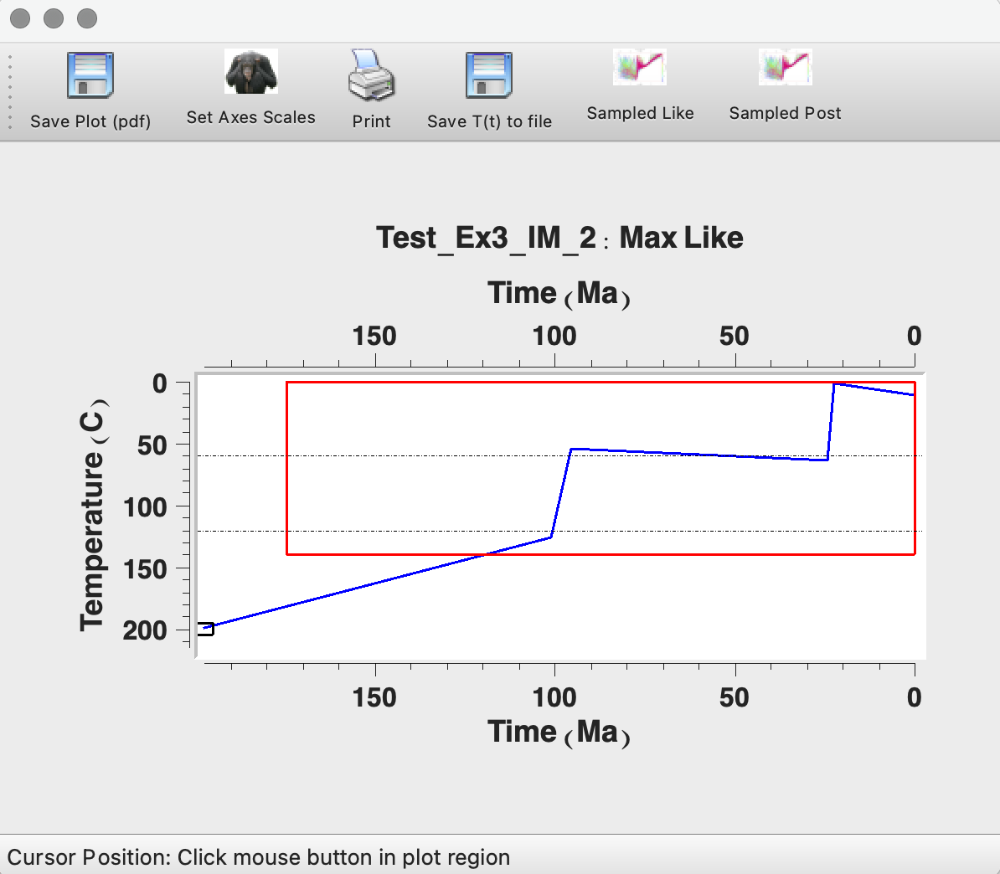 Save Plot (pdf) Set Axes Scales Print Save T(t) to file Sampled Like Sampled Post
Test_Ex3_IM_2 : Max Like
Time (Ma)
150 100 50 0
Temperature (C)
0
50
100
150
200
150 100 50 0
Time (Ma)
Cursor Position: Click mouse button in plot region